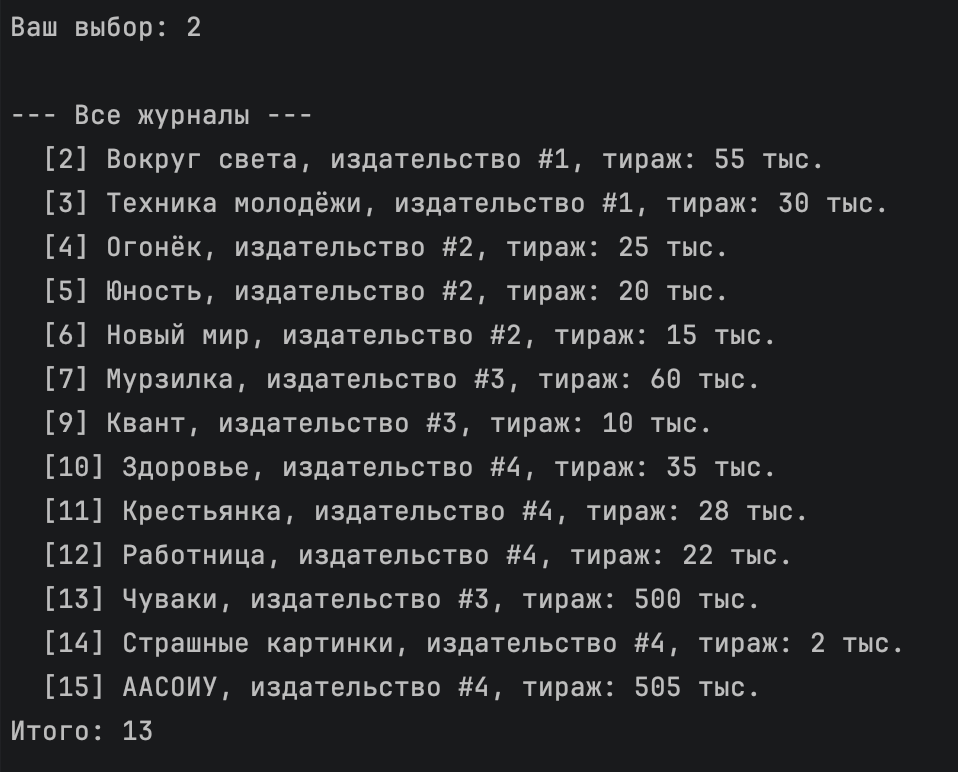 Ваш выбор: 2
--- Все журналы ---
[2] Вокруг света, издательство #1, тираж: 55 тыс.
[3] Техника молодёжи, издательство #1, тираж: 30 тыс.
[4] Огонёк, издательство #2, тираж: 25 тыс.
[5] Юность, издательство #2, тираж: 20 тыс.
[6] Новый мир, издательство #2, тираж: 15 тыс.
[7] Мурзилка, издательство #3, тираж: 60 тыс.
[9] Квант, издательство #3, тираж: 10 тыс.
[10] Здоровье, издательство #4, тираж: 35 тыс.
[11] Крестьянка, издательство #4, тираж: 28 тыс.
[12] Работница, издательство #4, тираж: 22 тыс.
[13] Чуваки, издательство #3, тираж: 500 тыс.
[14] Страшные картинки, издательство #4, тираж: 2 тыс.
[15] ААСОИУ, издательство #4, тираж: 505 тыс.
Итого: 13